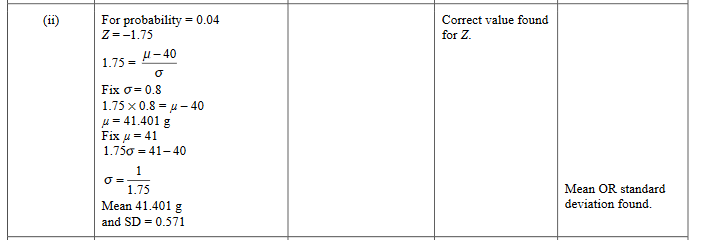 (ii)
For probability = 0.04
Z = –1.75
1.75 = μ – 40 / σ
Fix σ = 0.8
1.75 × 0.8 = μ – 40
μ = 41.401 g
Fix μ = 41
1.75σ = 41 – 40
σ = 1 / 1.75
Mean 41.401 g
and SD = 0.571
Correct value found
for Z.
Mean OR standard
deviation found.